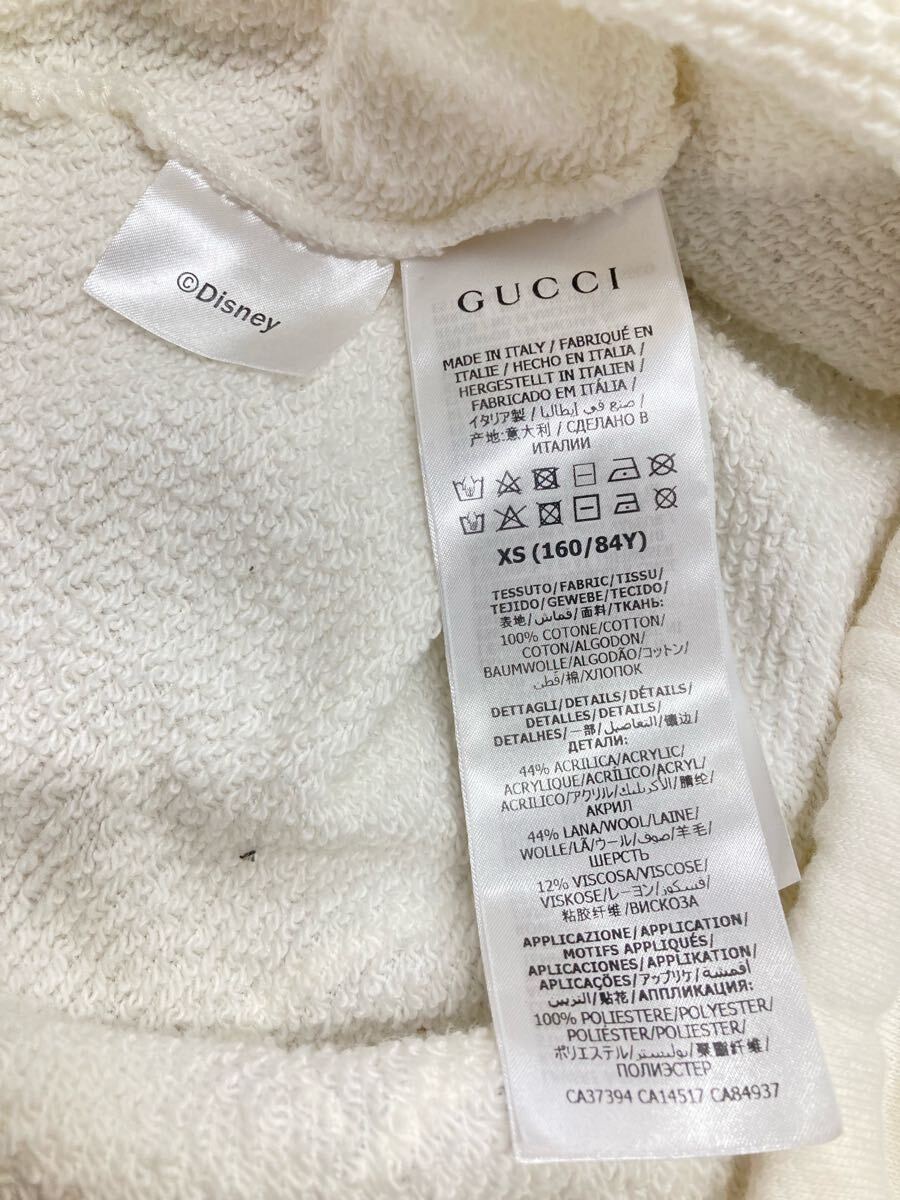 ©Disney
GUCCI
MADE IN ITALY / FABRIQUÉ EN
ITALIE / HECHO EN ITALIA /
HERGESTELLT IN ITALIEN /
FABRICADO EM ITÁLIA /
イタリア製 / صنع في إيطاليا /
产地:意大利 / СДЕЛАНО В
ИТАЛИИ
XS (160/84Y)
TESSUTO/FABRIC/TISSU/
TEJIDO/GEWEBE/TECIDO/
表地/قماش/面料/ТКАНЬ:
100% COTONE/COTTON/
COTON/ALGODON/
BAUMWOLLE/ALGODÃO/コットン/
قطن/棉/ХЛОПОК
DETTAGLI/DETAILS/DÉTAILS/
DETALLES/DETAILS/
DETALHES/一部/التفاصيل/镶边/
ДЕТАЛИ:
44% ACRILICA/ACRYLIC/
ACRYLIQUE/ACRÍLICO/ACRYL/
ACRILICO/アクリル/الأكريليك/腈纶/
АКРИЛ
44% LANA/WOOL/LAINE/
WOLLE/LÃ/ウール/صوف/羊毛/
ШЕРСТЬ
12% VISCOSA/VISCOSE/
VISKOSE/レーヨン/فسكوز/
粘胶纤维/ВИСКОЗА
APPLICAZIONE/APPLICATION/
MOTIFS APPLIQUÉS/
APLICACIONES/APPLIKATION/
APLICAÇÕES/アップリケ/أقمشة
التزيين/贴花/АППЛИКАЦИЯ:
100% POLIESTERE/POLYESTER/
POLIÉSTER/POLIESTER/
ポリエステル/بوليستر/聚酯纤维/
ПОЛИЭСТЕР
CA37394 CA14517 CA84937